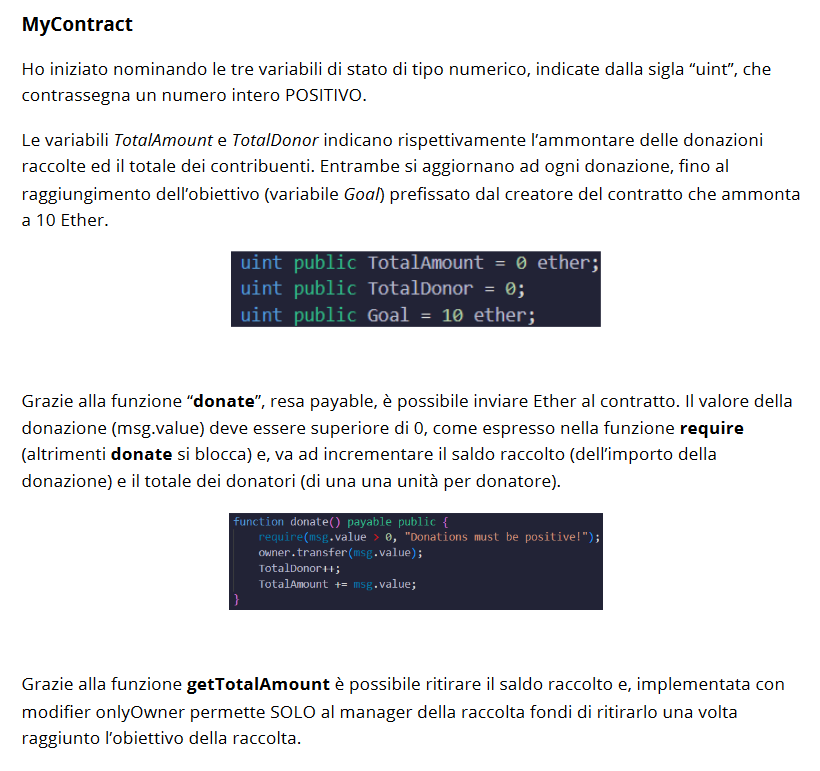 MyContract
Ho iniziato nominando le tre variabili di stato di tipo numerico, indicate dalla sigla “uint”, che
contrassegna un numero intero POSITIVO.
Le variabili TotalAmount e TotalDonor indicano rispettivamente l’ammontare delle donazioni
raccolte ed il totale dei contribuenti. Entrambe si aggiornano ad ogni donazione, fino al
raggiungimento dell’obiettivo (variabile Goal) prefissato dal creatore del contratto che ammonta
a 10 Ether.
uint public TotalAmount = 0 ether;
uint public TotalDonor = 0;
uint public Goal = 10 ether;
Grazie alla funzione “donate”, resa payable, è possibile inviare Ether al contratto. Il valore della
donazione (msg.value) deve essere superiore di 0, come espresso nella funzione require
(altrimenti donate si blocca) e, va ad incrementare il saldo raccolto (dell’importo della
donazione) e il totale dei donatori (di una una unità per donatore).
function donate() payable public {
require(msg.value > 0, "Donations must be positive!");
owner.transfer(msg.value);
TotalDonor++;
TotalAmount += msg.value;
}
Grazie alla funzione getTotalAmount è possibile ritirare il saldo raccolto e, implementata con
modifier onlyOwner permette SOLO al manager della raccolta fondi di ritirarlo una volta
raggiunto l’obiettivo della raccolta.